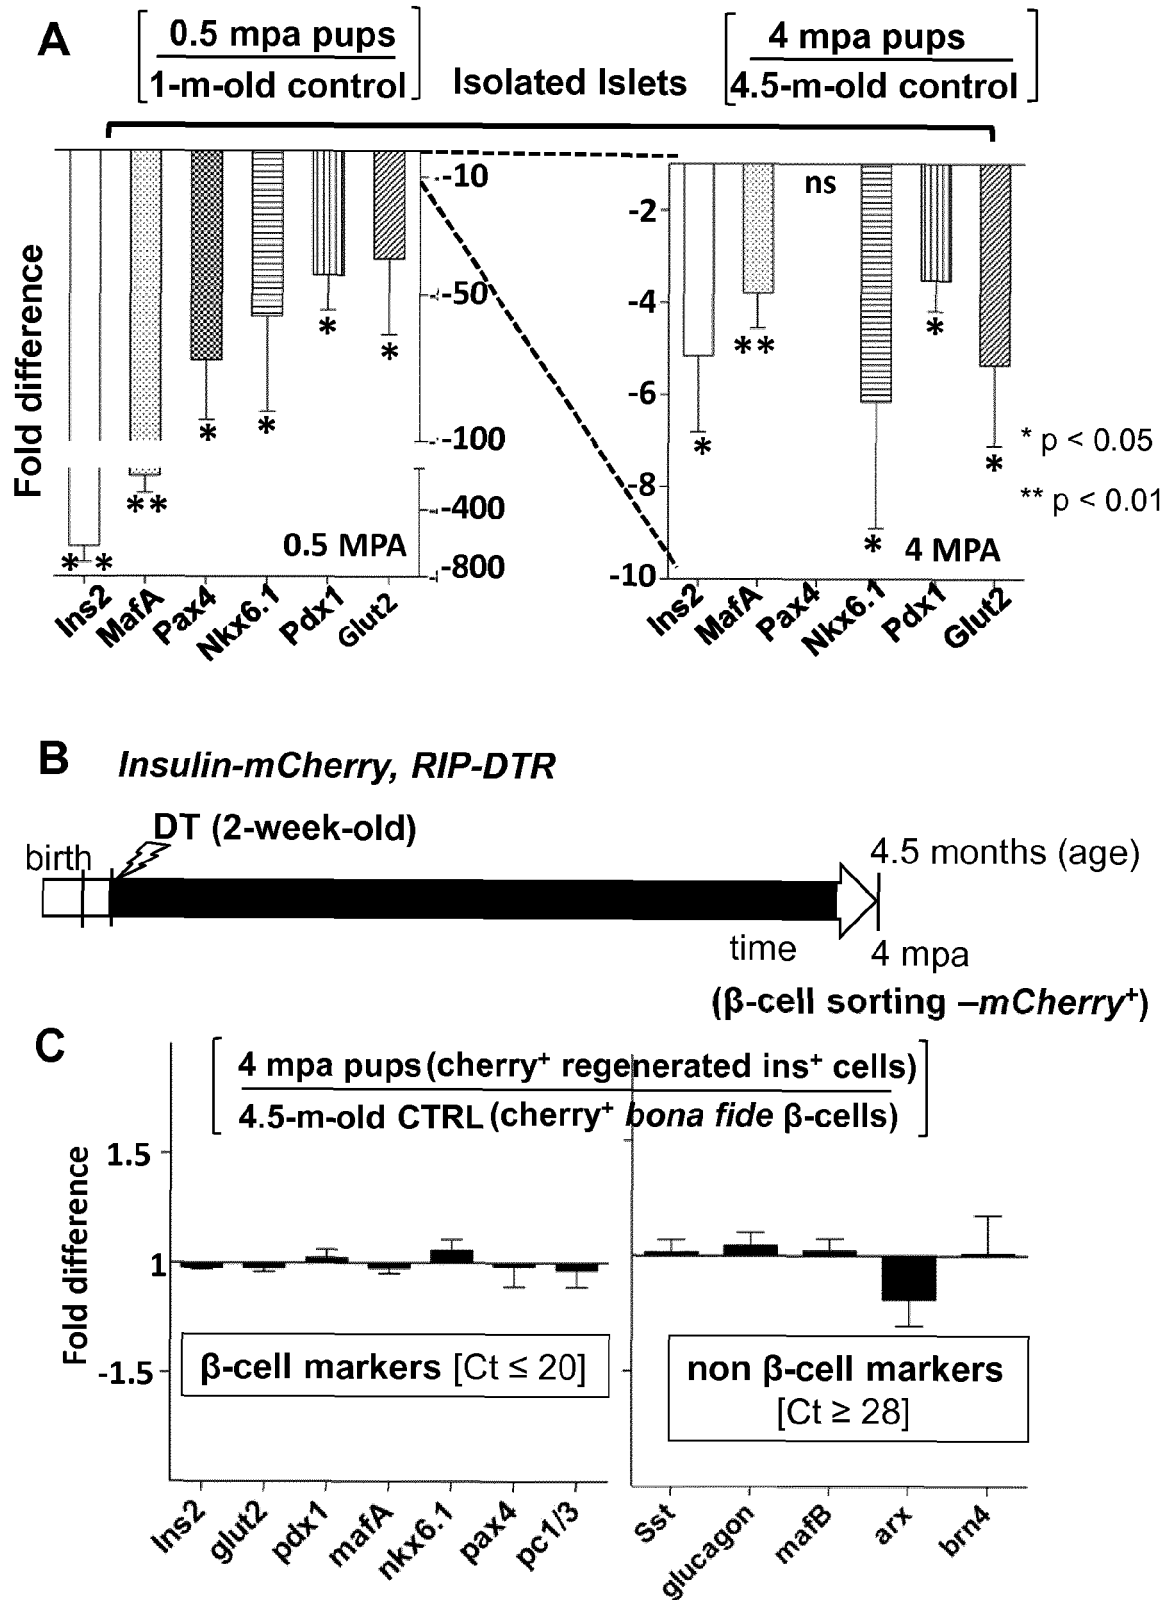 A
0.5 mpa pups
1-m-old control
Isolated Islets
4 mpa pups
4.5-m-old control
Fold difference
-10
-50
-100
-400
-800
* *
* *
*
*
*
*
0.5 MPA
Ins2
MafA
Pax4
Nkx6.1
Pdx1
Glut2
ns
-2
-4
-6
-8
-10
*
* *
*
*
*
4 MPA
* p < 0.05
** p < 0.01
Ins2
MafA
Pax4
Nkx6.1
Pdx1
Glut2
B
Insulin-mCherry, RIP-DTR
DT (2-week-old)
birth
4.5 months (age)
time
4 mpa
(β-cell sorting –mCherry⁺)
C
4 mpa pups (cherry⁺ regenerated ins⁺ cells)
4.5-m-old CTRL (cherry⁺ bona fide β-cells)
Fold difference
1.5
1
-1.5
β-cell markers [Ct ≤ 20]
non β-cell markers
[Ct ≥ 28]
Ins2
glut2
pdx1
mafA
nkx6.1
pax4
pc1/3
Sst
glucagon
mafB
arx
brn4